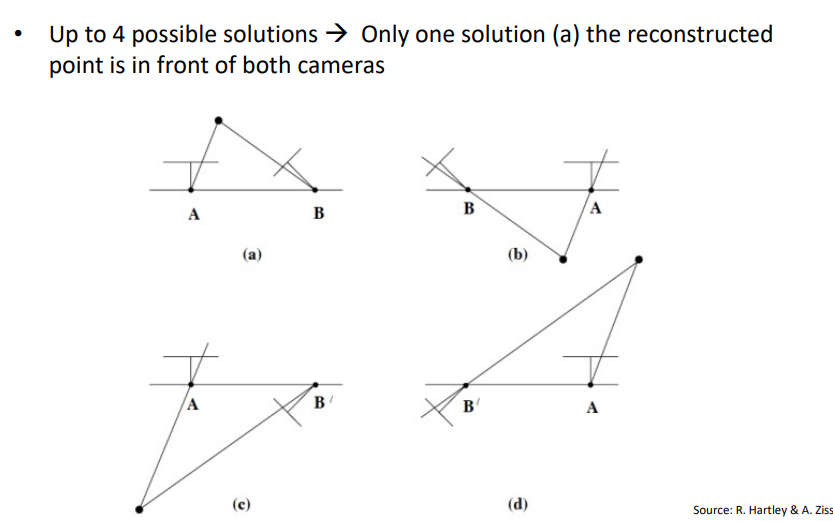 • Up to 4 possible solutions → Only one solution (a) the reconstructed
point is in front of both cameras
A B
B A
(a)
(b)
A B′
B′ A
(c)
(d)
Source: R. Hartley & A. Ziss